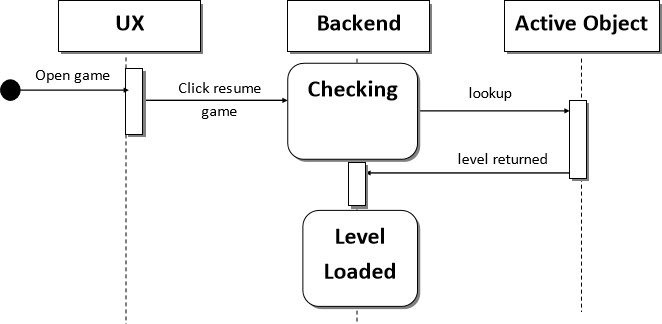 UX
Backend
Active Object
Open game
Click resume
game
Checking
lookup
level returned
Level
Loaded